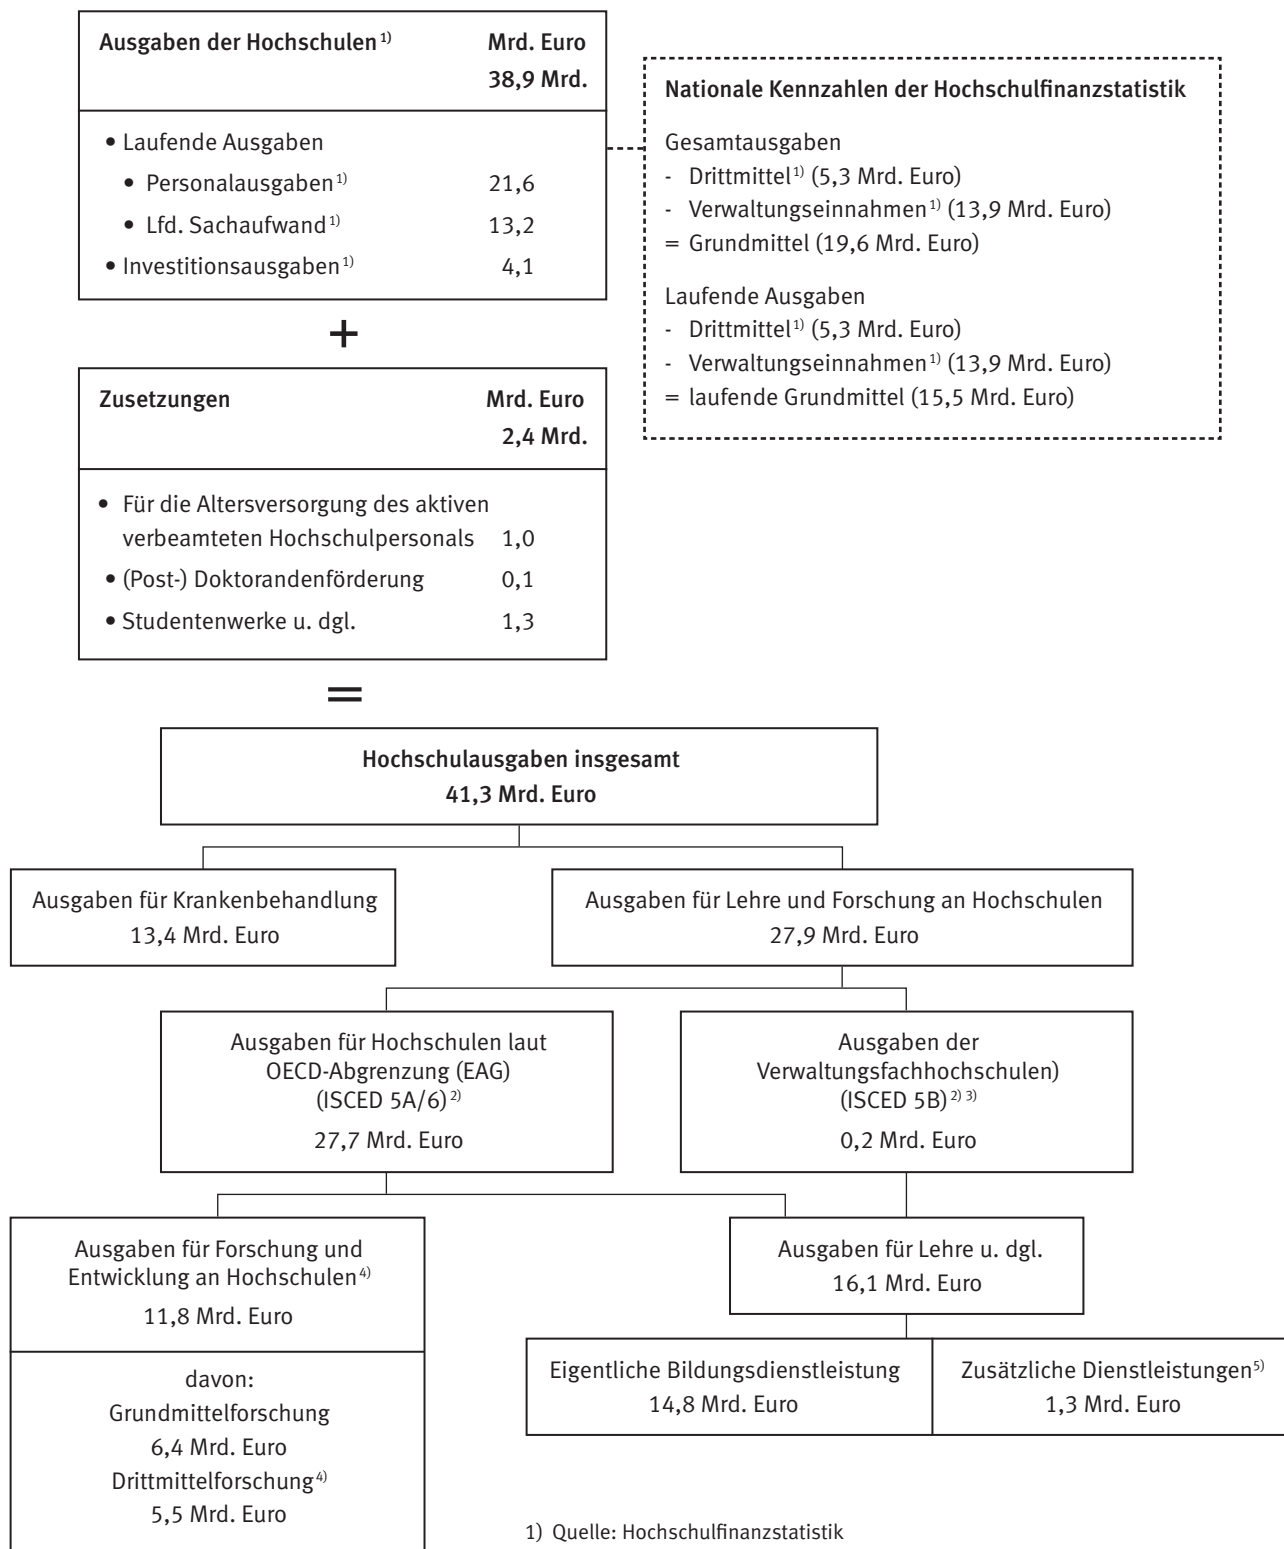 Ausgaben der Hochschulen 1) Mrd. Euro
38,9 Mrd.
• Laufende Ausgaben
• Personalausgaben 1) 21,6
• Lfd. Sachaufwand 1) 13,2
• Investitionsausgaben 1) 4,1
Nationale Kennzahlen der Hochschulfinanzstatistik
Gesamtausgaben
- Drittmittel 1) (5,3 Mrd. Euro)
- Verwaltungseinnahmen 1) (13,9 Mrd. Euro)
= Grundmittel (19,6 Mrd. Euro)
Laufende Ausgaben
- Drittmittel 1) (5,3 Mrd. Euro)
- Verwaltungseinnahmen 1) (13,9 Mrd. Euro)
= laufende Grundmittel (15,5 Mrd. Euro)
+
Zusetzungen Mrd. Euro
2,4 Mrd.
• Für die Altersversorgung des aktiven
verbeamteten Hochschulpersonals 1,0
• (Post-) Doktorandenförderung 0,1
• Studentenwerke u. dgl. 1,3
=
Hochschulausgaben insgesamt
41,3 Mrd. Euro
Ausgaben für Krankenbehandlung
13,4 Mrd. Euro
Ausgaben für Lehre und Forschung an Hochschulen
27,9 Mrd. Euro
Ausgaben für Hochschulen laut
OECD-Abgrenzung (EAG)
(ISCED 5A/6) 2)
27,7 Mrd. Euro
Ausgaben der
Verwaltungsfachhochschulen)
(ISCED 5B) 2) 3)
0,2 Mrd. Euro
Ausgaben für Forschung und
Entwicklung an Hochschulen 4)
11,8 Mrd. Euro
davon:
Grundmittelforschung
6,4 Mrd. Euro
Drittmittelforschung 4)
5,5 Mrd. Euro
Ausgaben für Lehre u. dgl.
16,1 Mrd. Euro
Eigentliche Bildungsdienstleistung
14,8 Mrd. Euro
Zusätzliche Dienstleistungen 5)
1,3 Mrd. Euro
1) Quelle: Hochschulfinanzstatistik